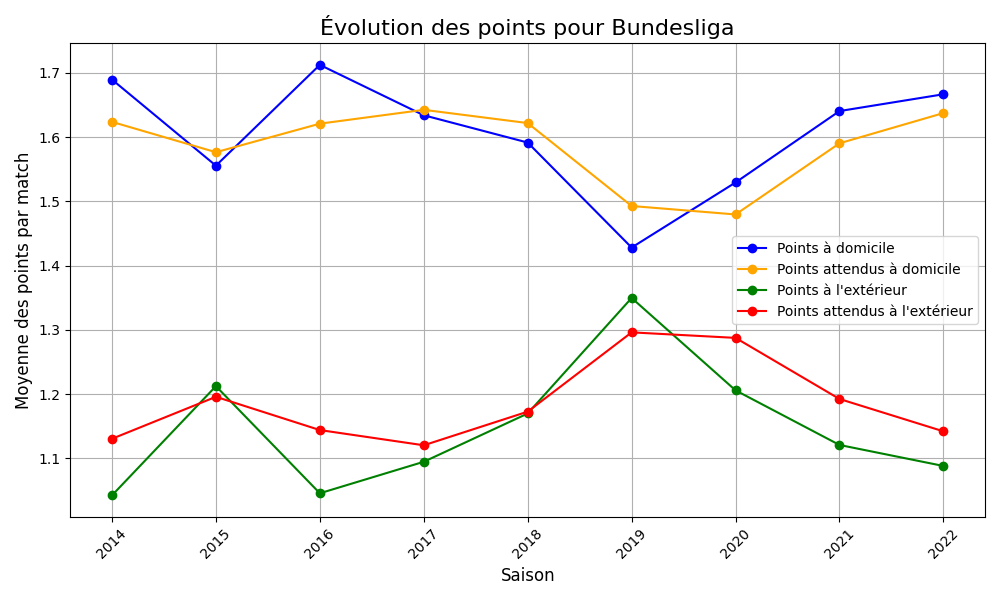 Évolution des points pour Bundesliga
Moyenne des points par match
1.7
1.6
1.5
1.4
1.3
1.2
1.1
Points à domicile
Points attendus à domicile
Points à l'extérieur
Points attendus à l'extérieur
2014
2015
2016
2017
2018
2019
2020
2021
2022
Saison